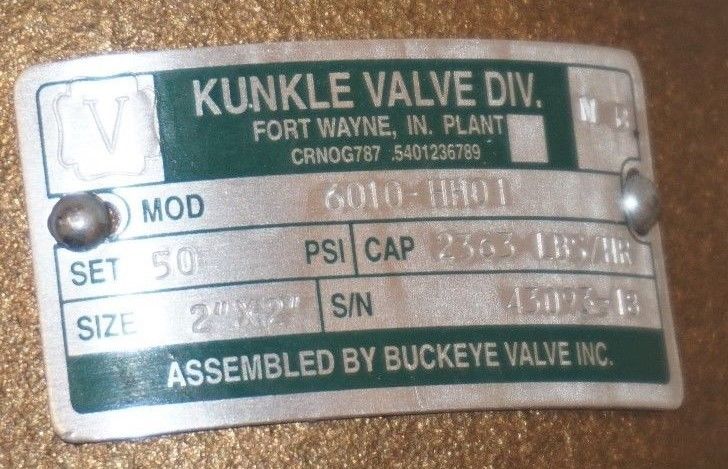 V
KUNKLE VALVE DIV.
N B
FORT WAYNE, IN. PLANT
CRNOG787 .5401236789
MOD 6010-HH01
SET 50 PSI CAP 2363 LBS/HR
SIZE 2"X2" S/N 43093-B
ASSEMBLED BY BUCKEYE VALVE INC.